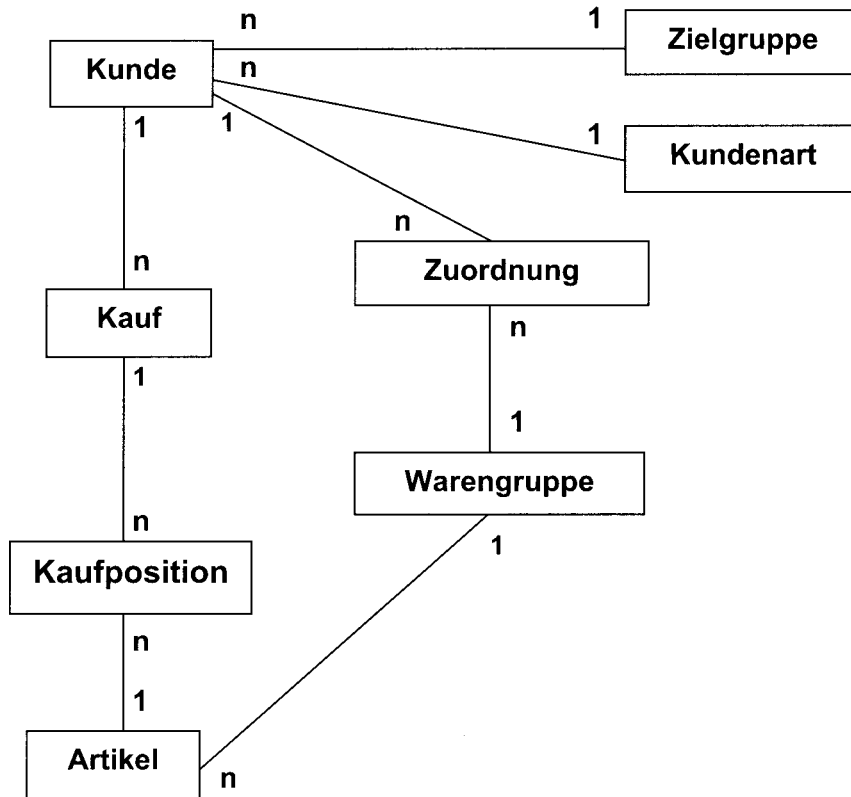 n 1
Zielgruppe
Kunde
n
1
Kundenart
1 1
n
Zuordnung
n
Kauf
n
1
1
Warengruppe
n
1
Kaufposition
n
1
Artikel
n